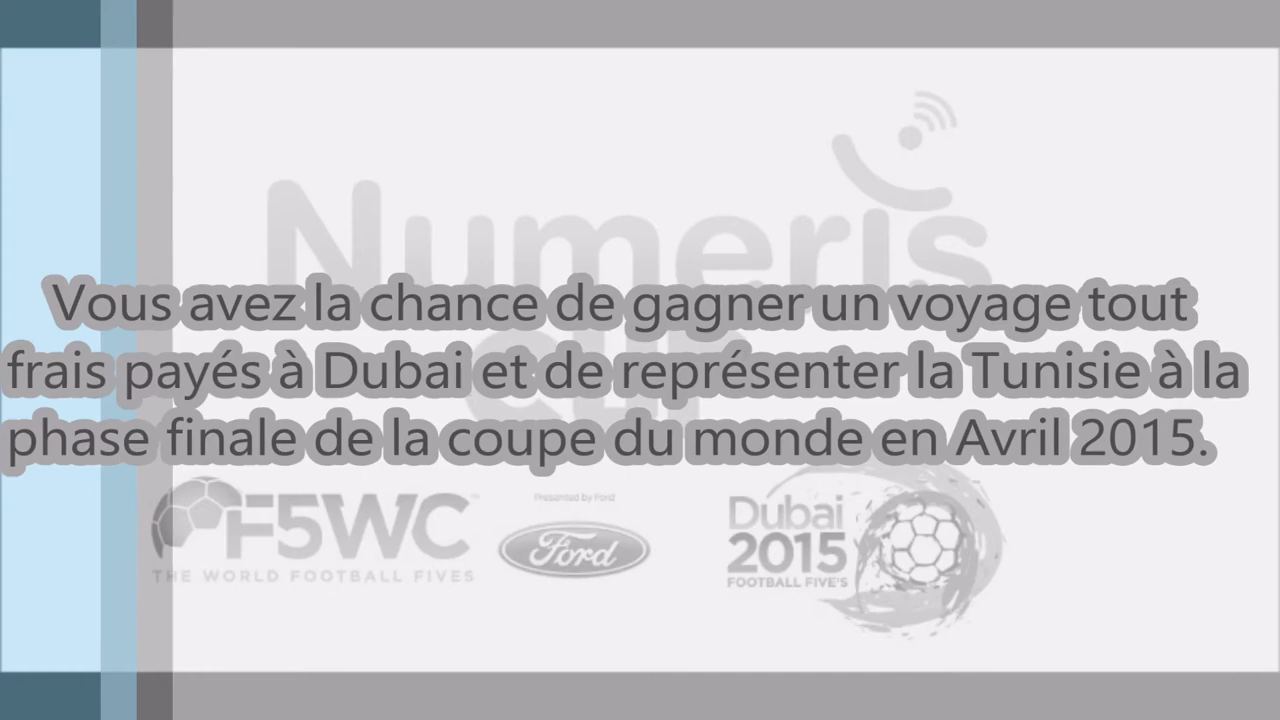 Numeris
Vous avez la chance de gagner un voyage tout
frais payés à Dubai et de représenter la Tunisie à la
phase finale de la coupe du monde en Avril 2015.
F5WC™
THE WORLD FOOTBALL FIVES
Presented by Ford
Ford
Dubai
2015
FOOTBALL FIVE'S